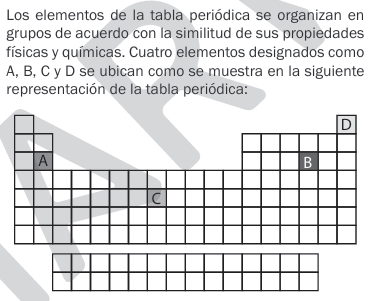 Los elementos de la tabla periódica se organizan en
grupos de acuerdo con la similitud de sus propiedades
físicas y químicas. Cuatro elementos designados como
A, B, C y D se ubican como se muestra en la siguiente
representación de la tabla periódica:
D
A
B
C